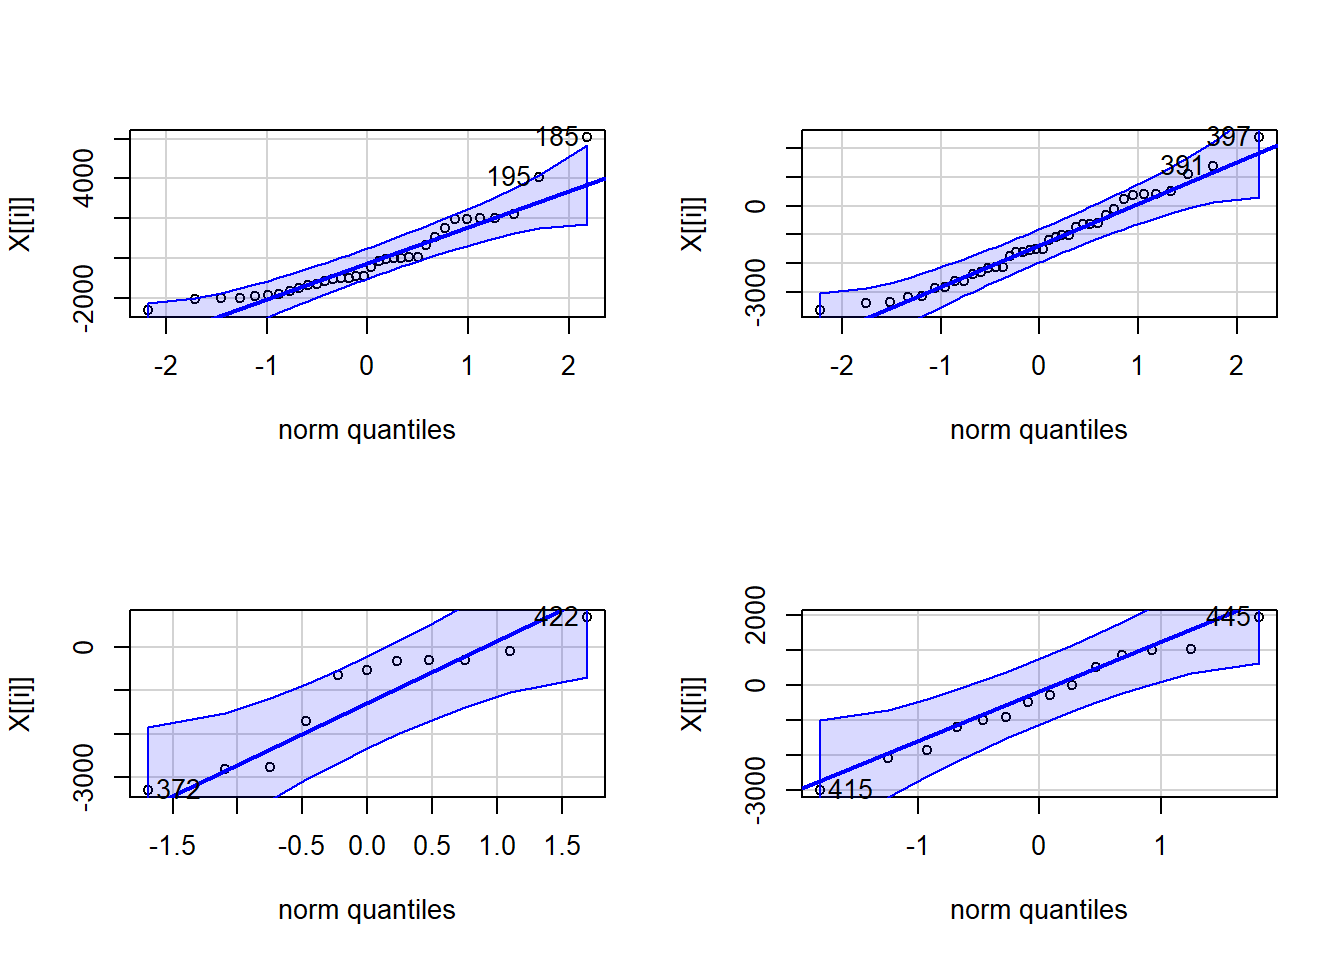 X[[i]]
-2000 4000
185
195
-2 -1 0 1 2
norm quantiles
X[[i]]
-3000 0
397
391
-2 -1 0 1 2
norm quantiles
X[[i]]
-3000 0
422
372
-1.5 -0.5 0.0 0.5 1.0 1.5
norm quantiles
X[[i]]
-3000 0 2000
445
415
-1 0 1
norm quantiles